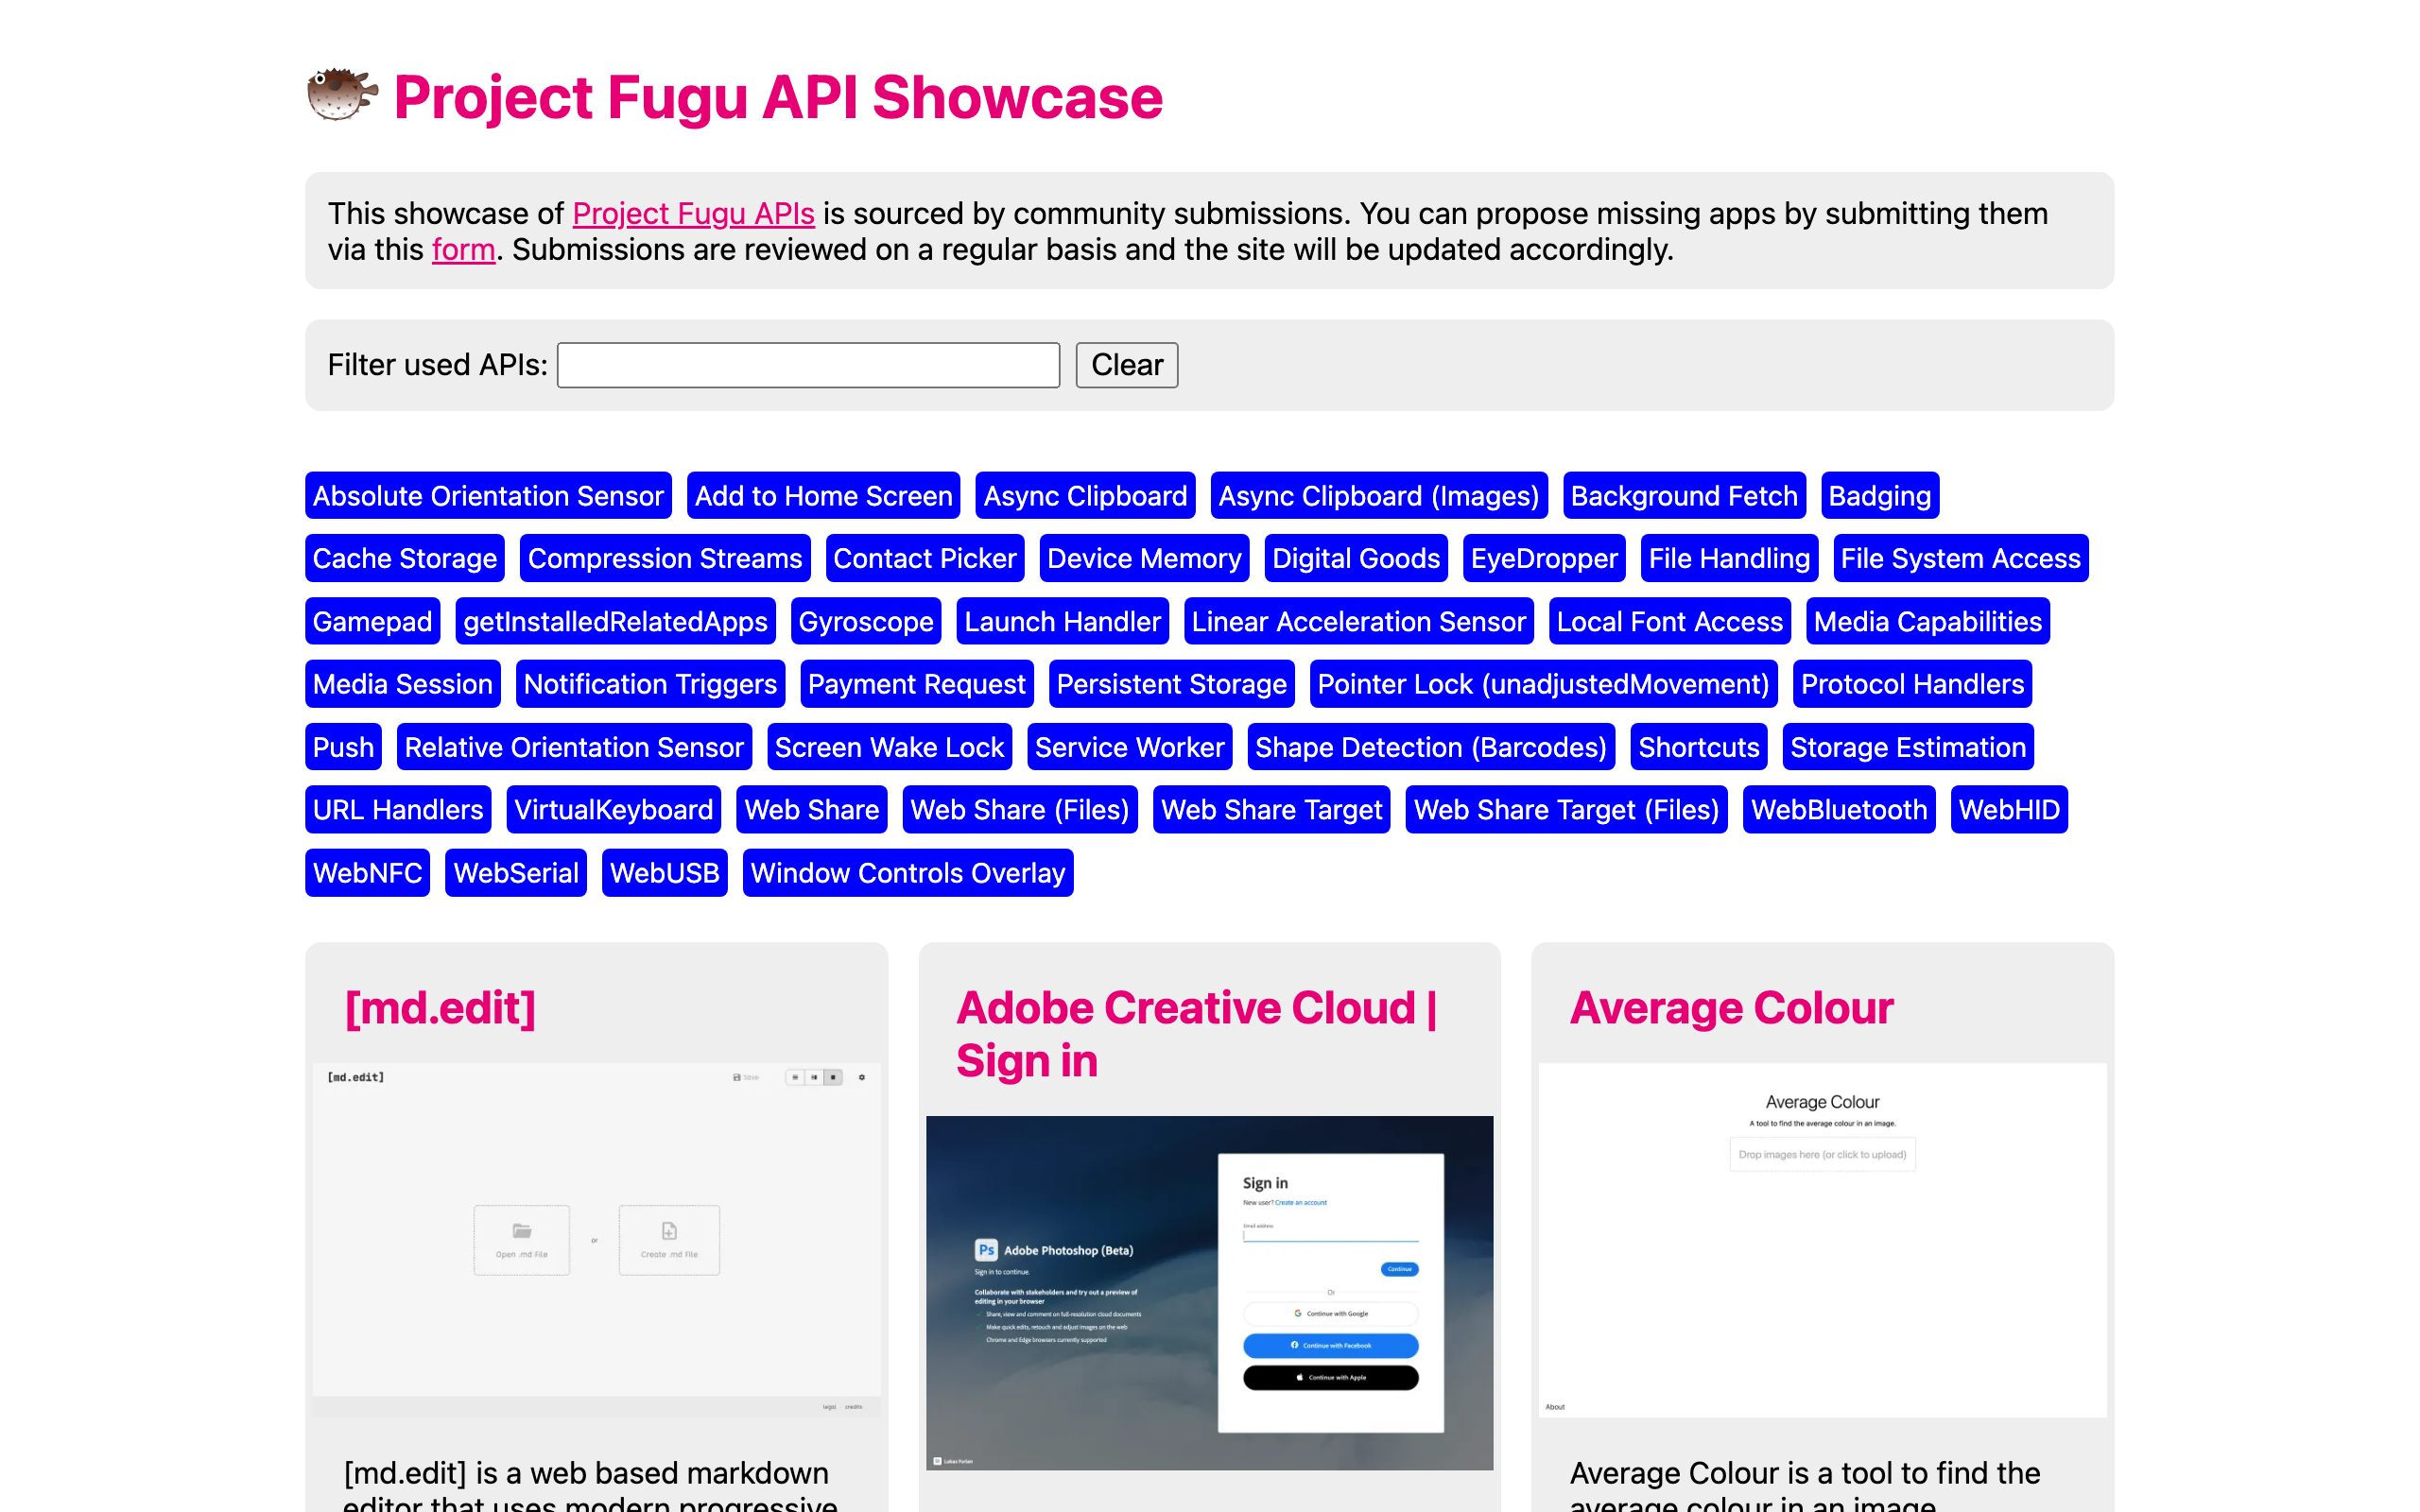 Project Fugu API Showcase
This showcase of Project Fugu APIs is sourced by community submissions. You can propose missing apps by submitting them
via this form. Submissions are reviewed on a regular basis and the site will be updated accordingly.
Filter used APIs:
Clear
Absolute Orientation Sensor Add to Home Screen Async Clipboard Async Clipboard (Images) Background Fetch Badging
Cache Storage Compression Streams Contact Picker Device Memory Digital Goods EyeDropper File Handling File System Access
Gamepad getInstalledRelatedApps Gyroscope Launch Handler Linear Acceleration Sensor Local Font Access Media Capabilities
Media Session Notification Triggers Payment Request Persistent Storage Pointer Lock (unadjustedMovement) Protocol Handlers
Push Relative Orientation Sensor Screen Wake Lock Service Worker Shape Detection (Barcodes) Shortcuts Storage Estimation
URL Handlers VirtualKeyboard Web Share Web Share (Files) Web Share Target Web Share Target (Files) WebBluetooth WebHID
WebNFC WebSerial WebUSB Window Controls Overlay
[md.edit]
[md.edit]
Save
Open .md File
or
Create .md File
legal credits
[md.edit] is a web based markdown
editor that uses modern progressive
Adobe Creative Cloud |
Sign in
Ps Adobe Photoshop (Beta)
Sign in to continue.
Collaborate with stakeholders and try out a preview of
editing in your browser
Share, view and comment on full-resolution cloud documents
Make quick edits, retouch and adjust images on the web
Chrome and Edge browsers currently supported
Sign in
New user? Create an account
Email address
Continue
Or
Continue with Google
Continue with Facebook
Continue with Apple
Lukas Furlan
Average Colour
Average Colour
A tool to find the average colour in an image.
Drop images here (or click to upload)
About
Average Colour is a tool to find the
average colour in an image.